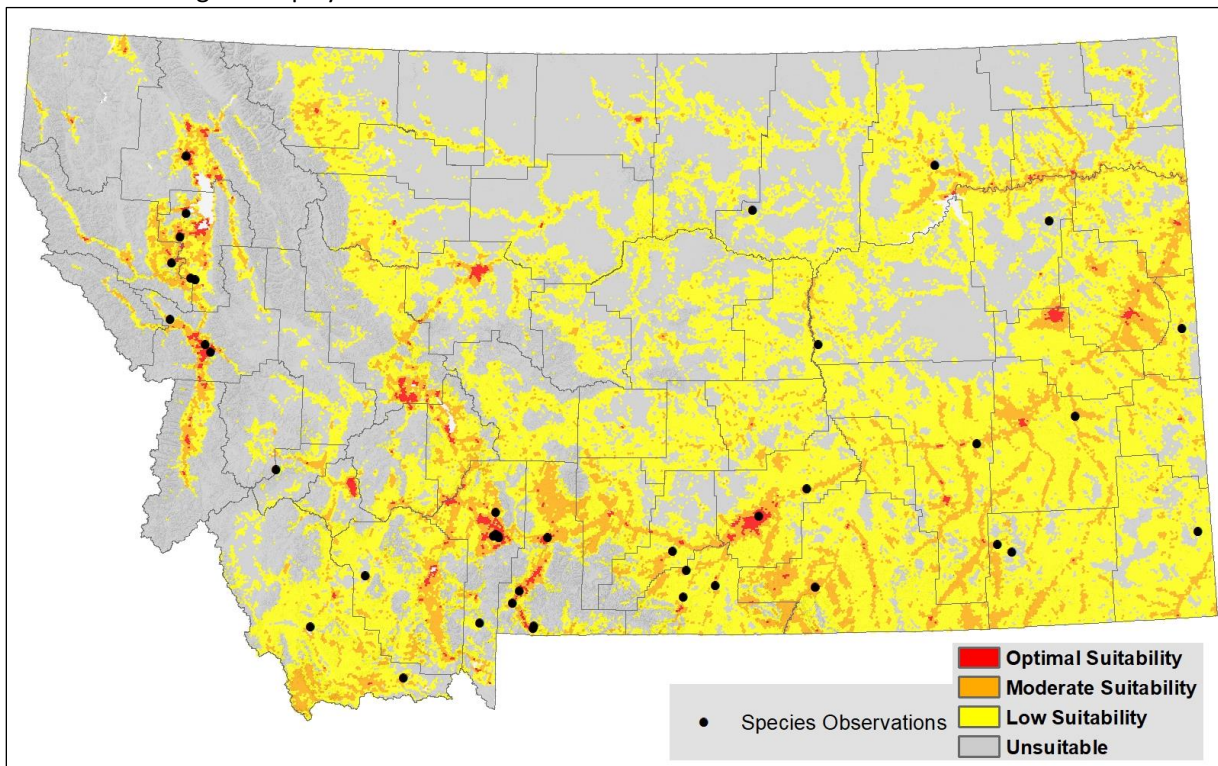 Optimal Suitability
Moderate Suitability
Species Observations
Low Suitability
Unsuitable